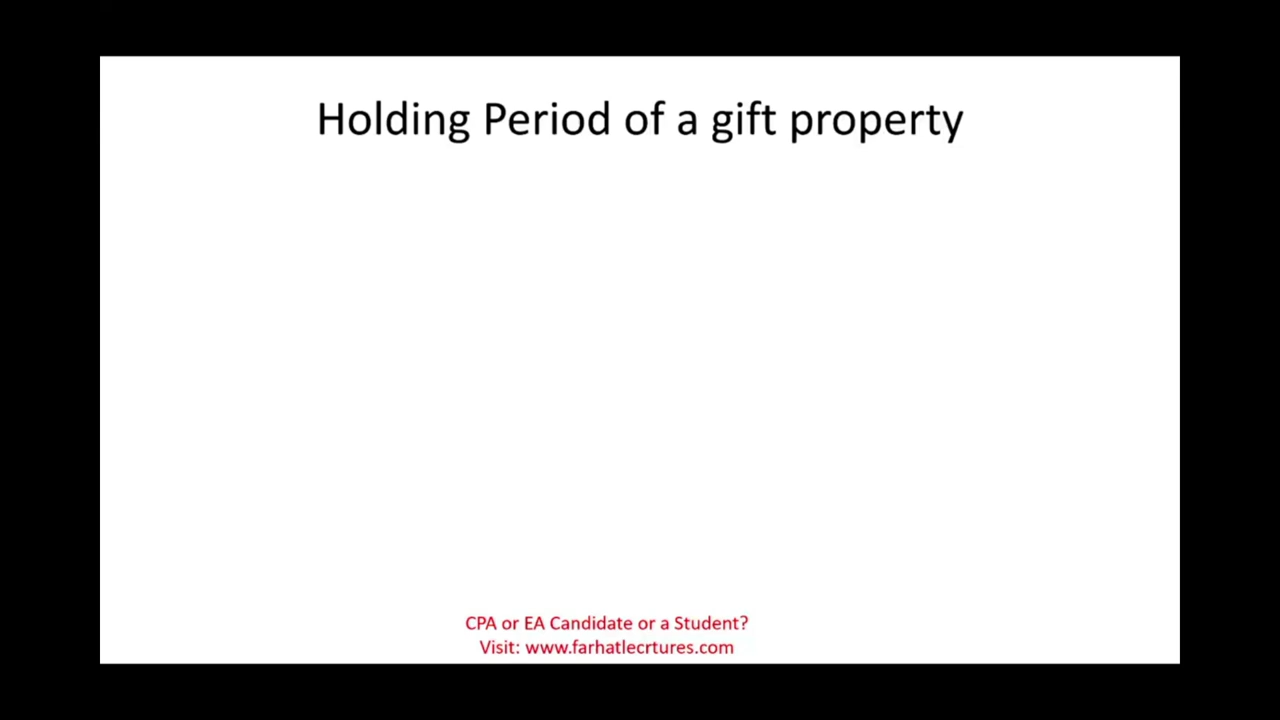 Holding Period of a gift property
CPA or EA Candidate or a Student?
Visit: www.farhatlecrtures.com